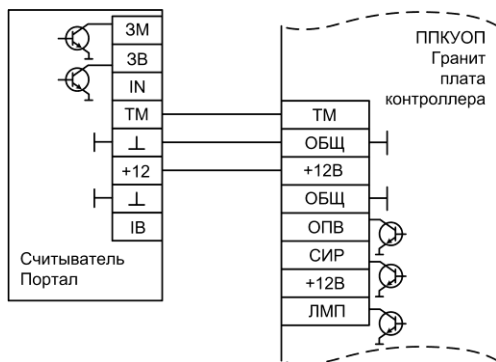 ЗМ
ЗВ
IN
ТМ
⊥
+12
⊥
IB
Считыватель
Портал
ППКУОП
Гранит
плата
контроллера
ТМ
ОБЩ
+12В
ОБЩ
ОПВ
СИР
+12В
ЛМП